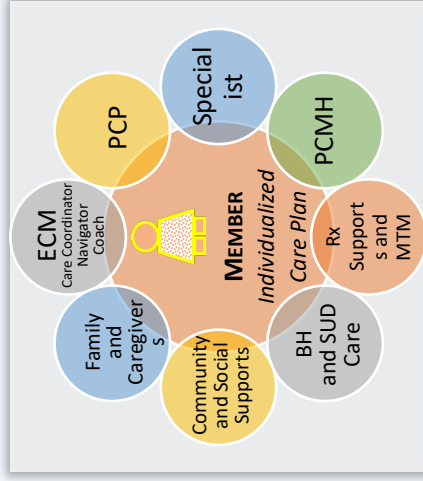 ECM
Care Coordinator
Navigator
Coach
PCP
Special
ist
PCMH
Rx
Support
s and
MTM
BH
and SUD
Care
Community
and Social
Supports
Family
and
Caregiver
s
MEMBER
Individualized
Care Plan